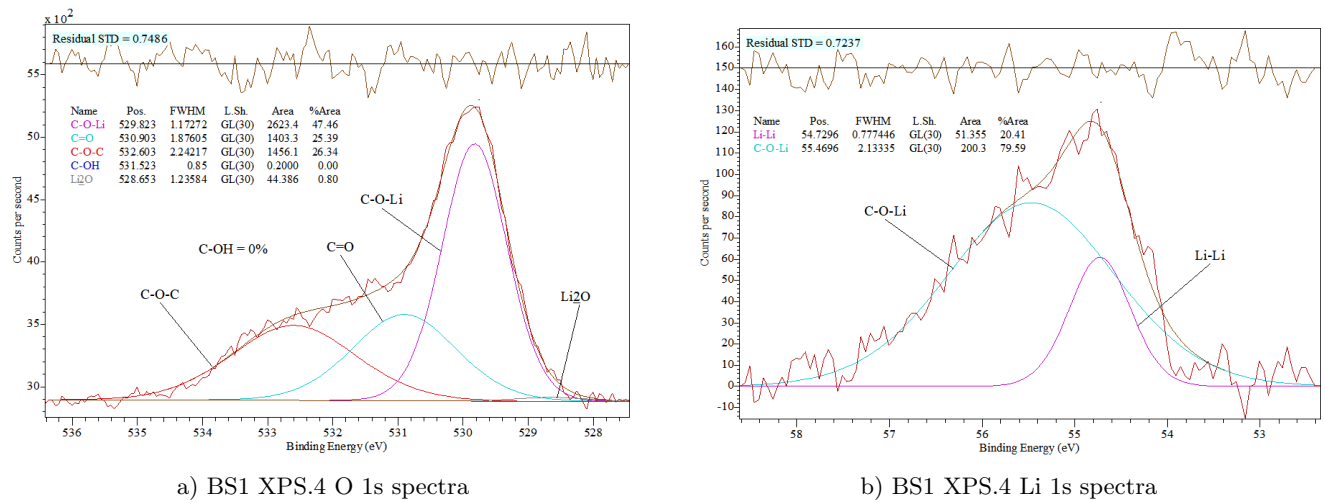 x 10²
Residual STD = 0.7486
Name Pos. FWHM L.Sh. Area %Area
C-O-Li 529.823 1.17272 GL(30) 2623.4 47.46
C=O 530.903 1.87605 GL(30) 1403.3 25.39
C-O-C 532.603 2.24217 GL(30) 1456.1 26.34
C-OH 531.523 0.85 GL(30) 0.2000 0.00
Li2O 528.653 1.23584 GL(30) 44.386 0.80
C-O-Li
C-OH = 0%
C=O
C-O-C
Li2O
55
50
45
40
35
30
Counts per second
536 535 534 533 532 531 530 529 528
Binding Energy (eV)
a) BS1 XPS.4 O 1s spectra
Residual STD = 0.7237
Name Pos. FWHM L.Sh. Area %Area
Li-Li 54.7296 0.777446 GL(30) 51.355 20.41
C-O-Li 55.4696 2.13335 GL(30) 200.3 79.59
C-O-Li
Li-Li
160
150
140
130
120
110
100
90
80
70
60
50
40
30
20
10
0
-10
Counts per second
58 57 56 55 54 53
Binding Energy (eV)
b) BS1 XPS.4 Li 1s spectra